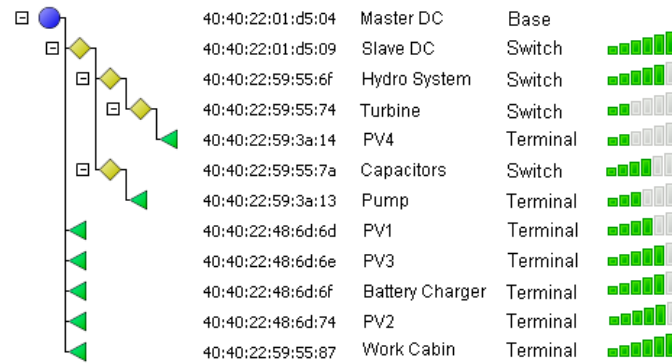 40:40:22:01:d5:04 Master DC Base
40:40:22:01:d5:09 Slave DC Switch
40:40:22:59:55:6f Hydro System Switch
40:40:22:59:55:74 Turbine Switch
40:40:22:59:3a:14 PV4 Terminal
40:40:22:59:55:7a Capacitors Switch
40:40:22:59:3a:13 Pump Terminal
40:40:22:48:6d:6d PV1 Terminal
40:40:22:48:6d:6e PV3 Terminal
40:40:22:48:6d:6f Battery Charger Terminal
40:40:22:48:6d:74 PV2 Terminal
40:40:22:59:55:87 Work Cabin Terminal